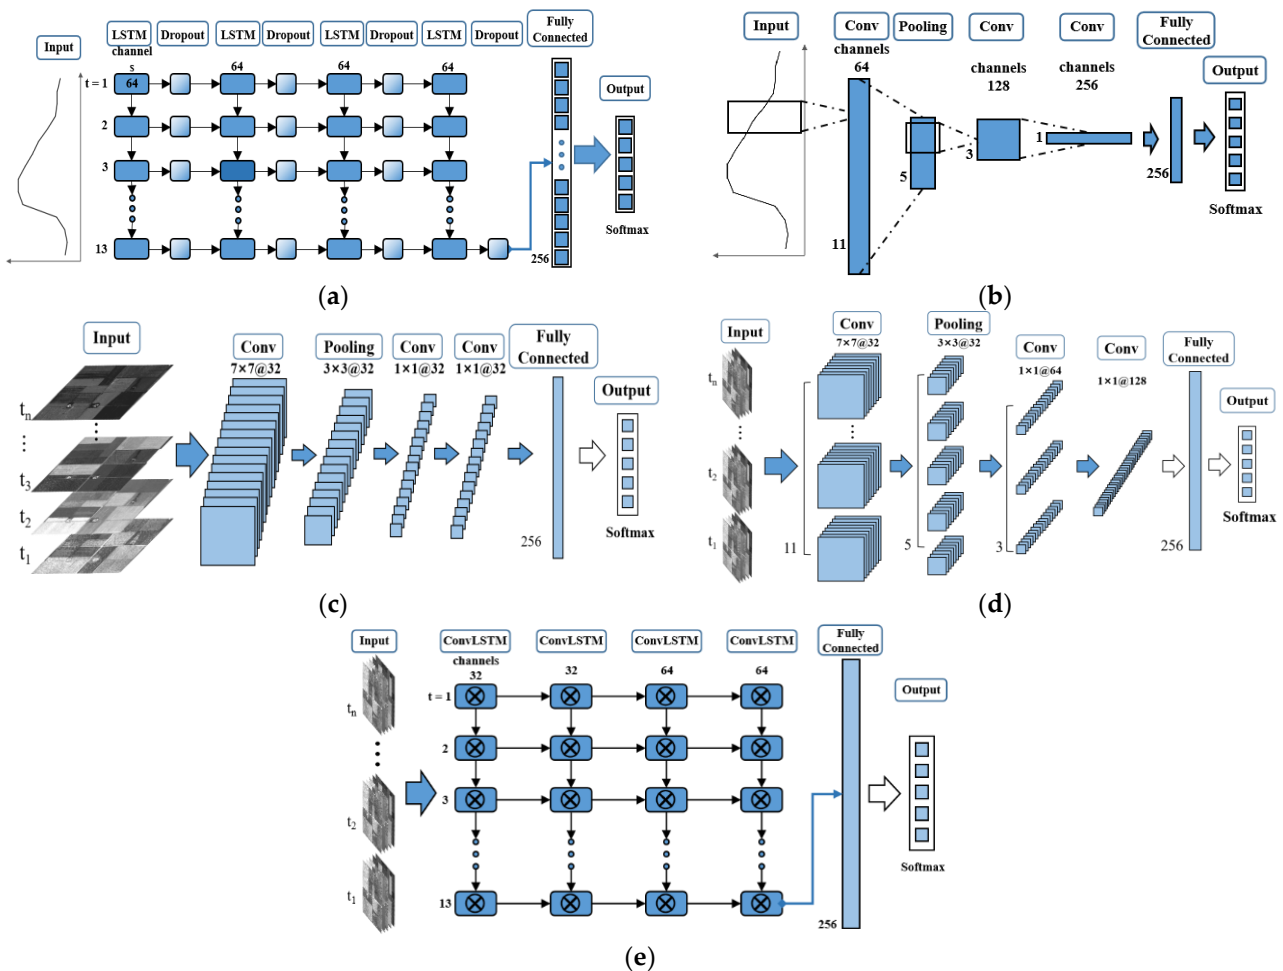 Input
LSTM Dropout LSTM Dropout LSTM Dropout LSTM Dropout
Fully
Connected
channel
s
64 64 64
t = 1 64
2
3
13
256
Output
Softmax
(a)
Input
Conv Pooling Conv Conv
Fully
Connected
channels
64
channels
128
channels
256
11
5
3
1
256
Output
Softmax
(b)
Input
tn
t3
t2
t1
Conv
7×7@32
Pooling
3×3@32
Conv
1×1@32
Conv
1×1@32
Fully
Connected
256
Output
Softmax
(c)
Input
tn
t2
t1
Conv
7×7@32
11
Pooling
3×3@32
5
Conv
1×1@64
3
Conv
1×1@128
Fully
Connected
256
Output
Softmax
(d)
Input
tn
t2
t1
ConvLSTM ConvLSTM ConvLSTM ConvLSTM
channels
32 32 64 64
t = 1
2
3
13
Fully
Connected
256
Output
Softmax
(e)